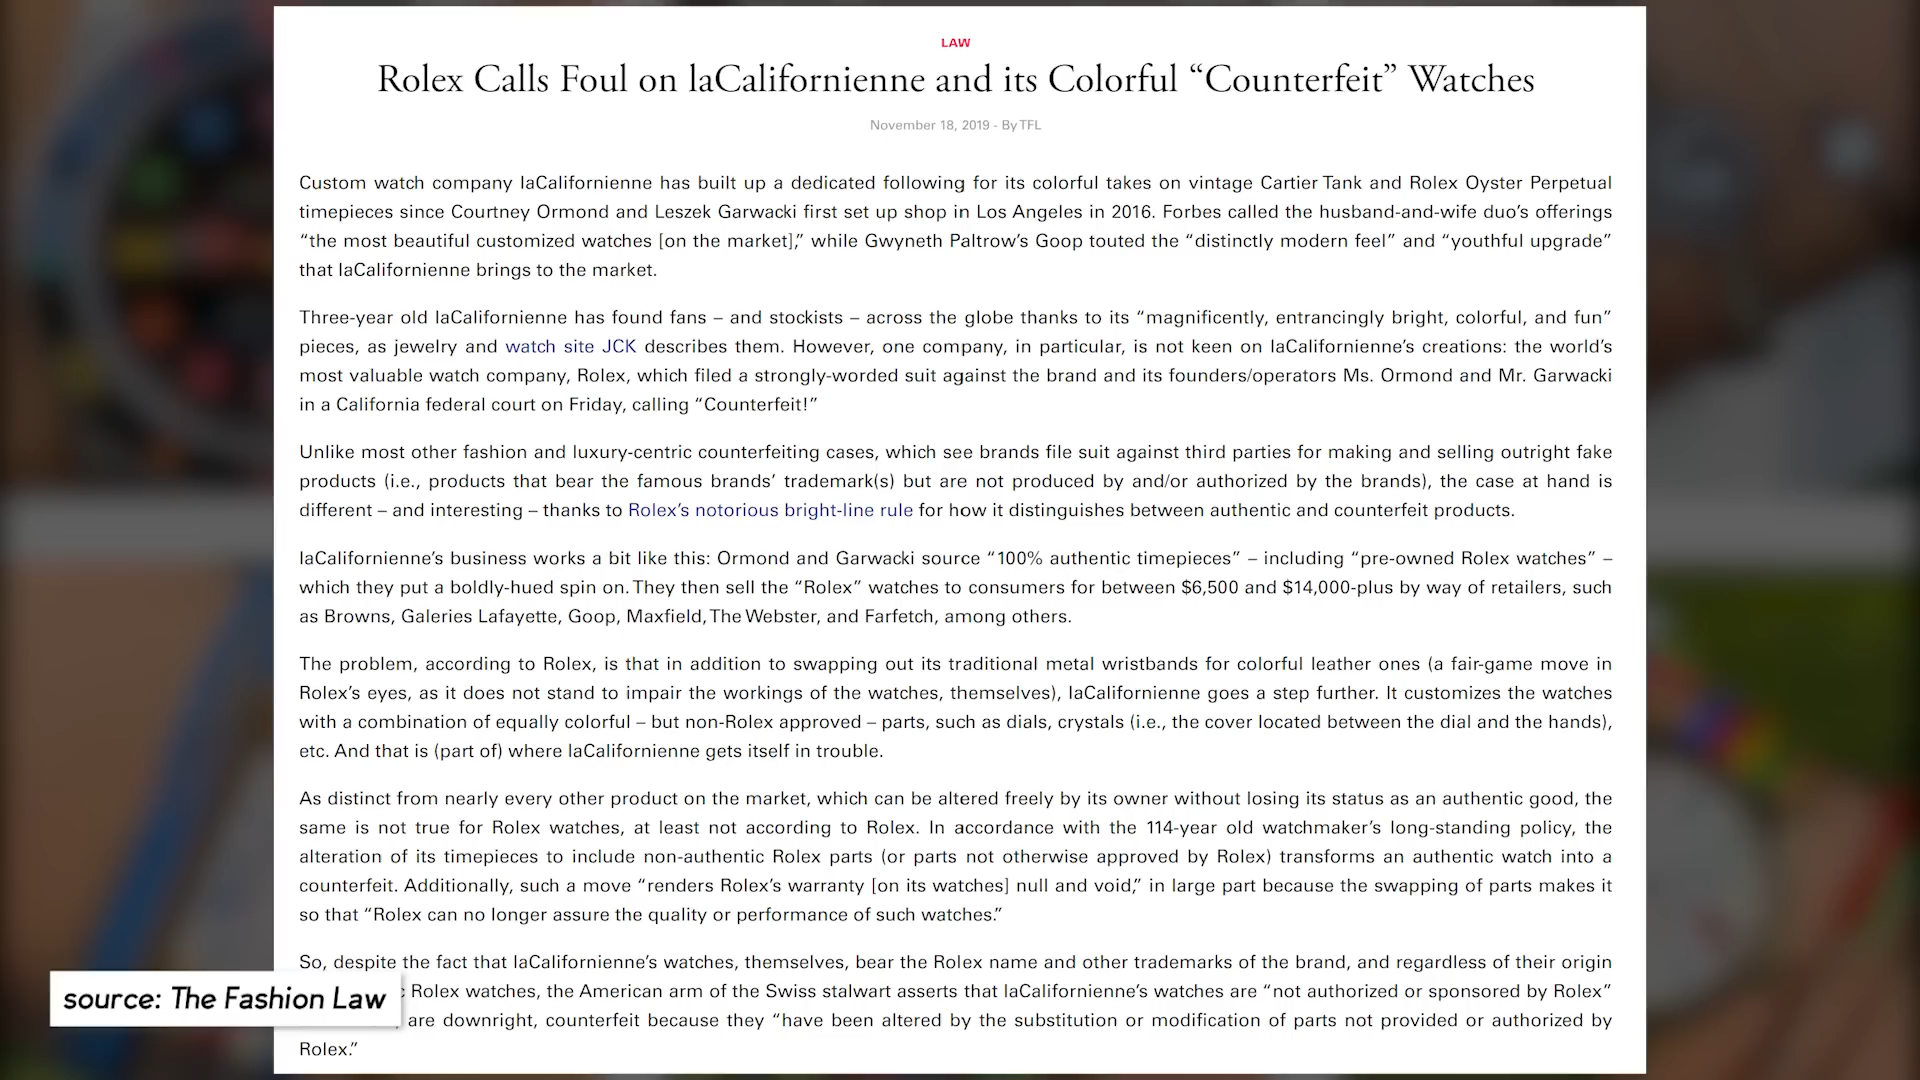 LAW
Rolex Calls Foul on laCalifornienne and its Colorful “Counterfeit” Watches
November 18, 2019 - By TFL
Custom watch company laCalifornienne has built up a dedicated following for its colorful takes on vintage Cartier Tank and Rolex Oyster Perpetual
timepieces since Courtney Ormond and Leszek Garwacki first set up shop in Los Angeles in 2016. Forbes called the husband-and-wife duo’s offerings
“the most beautiful customized watches [on the market],” while Gwyneth Paltrow’s Goop touted the “distinctly modern feel” and “youthful upgrade”
that laCalifornienne brings to the market.
Three-year old laCalifornienne has found fans – and stockists – across the globe thanks to its “magnificently, entrancingly bright, colorful, and fun”
pieces, as jewelry and watch site JCK describes them. However, one company, in particular, is not keen on laCalifornienne’s creations: the world’s
most valuable watch company, Rolex, which filed a strongly-worded suit against the brand and its founders/operators Ms. Ormond and Mr. Garwacki
in a California federal court on Friday, calling “Counterfeit!”
Unlike most other fashion and luxury-centric counterfeiting cases, which see brands file suit against third parties for making and selling outright fake
products (i.e., products that bear the famous brands’ trademark(s) but are not produced by and/or authorized by the brands), the case at hand is
different – and interesting – thanks to Rolex’s notorious bright-line rule for how it distinguishes between authentic and counterfeit products.
laCalifornienne’s business works a bit like this: Ormond and Garwacki source “100% authentic timepieces” – including “pre-owned Rolex watches” –
which they put a boldly-hued spin on. They then sell the “Rolex” watches to consumers for between $6,500 and $14,000-plus by way of retailers, such
as Browns, Galeries Lafayette, Goop, Maxfield, The Webster, and Farfetch, among others.
The problem, according to Rolex, is that in addition to swapping out its traditional metal wristbands for colorful leather ones (a fair-game move in
Rolex’s eyes, as it does not stand to impair the workings of the watches, themselves), laCalifornienne goes a step further. It customizes the watches
with a combination of equally colorful – but non-Rolex approved – parts, such as dials, crystals (i.e., the cover located between the dial and the hands),
etc. And that is (part of) where laCalifornienne gets itself in trouble.
As distinct from nearly every other product on the market, which can be altered freely by its owner without losing its status as an authentic good, the
same is not true for Rolex watches, at least not according to Rolex. In accordance with the 114-year old watchmaker’s long-standing policy, the
alteration of its timepieces to include non-authentic Rolex parts (or parts not otherwise approved by Rolex) transforms an authentic watch into a
counterfeit. Additionally, such a move “renders Rolex’s warranty [on its watches] null and void,” in large part because the swapping of parts makes it
so that “Rolex can no longer assure the quality or performance of such watches.”
So, despite the fact that laCalifornienne’s watches, themselves, bear the Rolex name and other trademarks of the brand, and regardless of their origin
Rolex watches, the American arm of the Swiss stalwart asserts that laCalifornienne’s watches are “not authorized or sponsored by Rolex”
are downright, counterfeit because they “have been altered by the substitution or modification of parts not provided or authorized by
Rolex.”
source: The Fashion Law